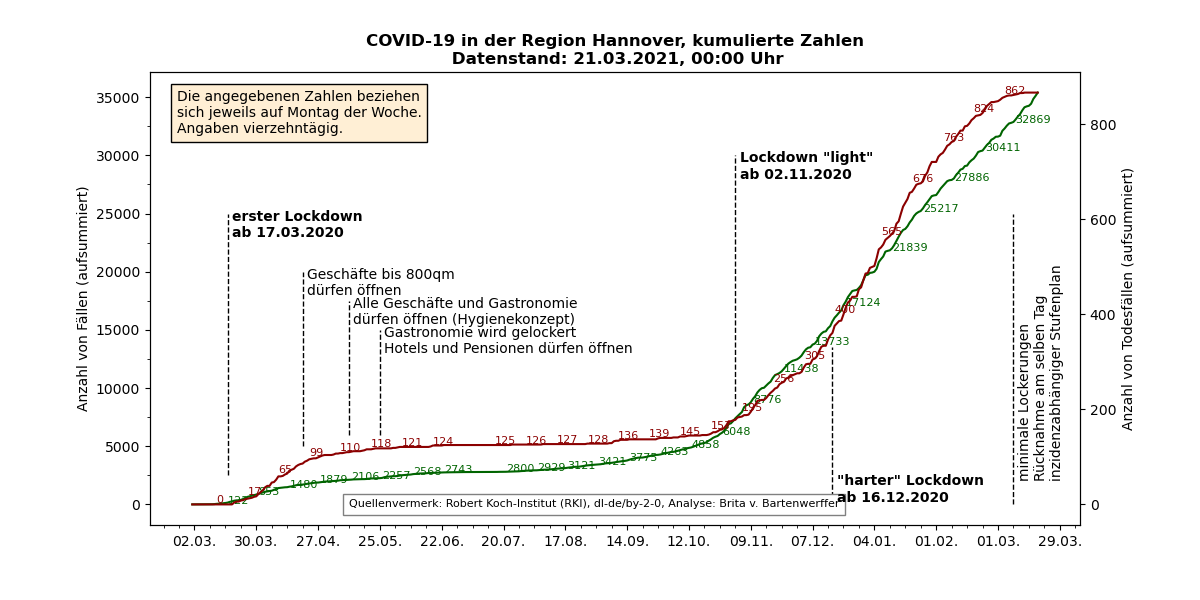 COVID-19 in der Region Hannover, kumulierte Zahlen
Datenstand: 21.03.2021, 00:00 Uhr
Die angegebenen Zahlen beziehen
sich jeweils auf Montag der Woche.
Angaben vierzehntägig.
Anzahl von Fällen (aufsummiert)
35000
30000
25000
20000
15000
10000
5000
0
erster Lockdown
ab 17.03.2020
Geschäfte bis 800qm
dürfen öffnen
Alle Geschäfte und Gastronomie
dürfen öffnen (Hygienekonzept)
Gastronomie wird gelockert
Hotels und Pensionen dürfen öffnen
Lockdown "light"
ab 02.11.2020
"harter" Lockdown
ab 16.12.2020
minimale Lockerungen
Rücknahme am selben Tag
inzidenzabhängiger Stufenplan
0 65 99 110 118 121 124 125 126 127 128 136 139 145 195 256 305 400 565 676 763 824 862
1480 1879 2106 2257 2568 2743 2800 2929 3121 3421 3775 4263 4858 6048 8776 11438 13733 17124 21839 25217 27886 30411 32869
Quellenvermerk: Robert Koch-Institut (RKI), dl-de/by-2-0, Analyse: Brita v. Bartenwerffer
02.03. 30.03. 27.04. 25.05. 22.06. 20.07. 17.08. 14.09. 12.10. 09.11. 07.12. 04.01. 01.02. 01.03. 29.03.
800
600
400
200
0
Anzahl von Todesfällen (aufsummiert)